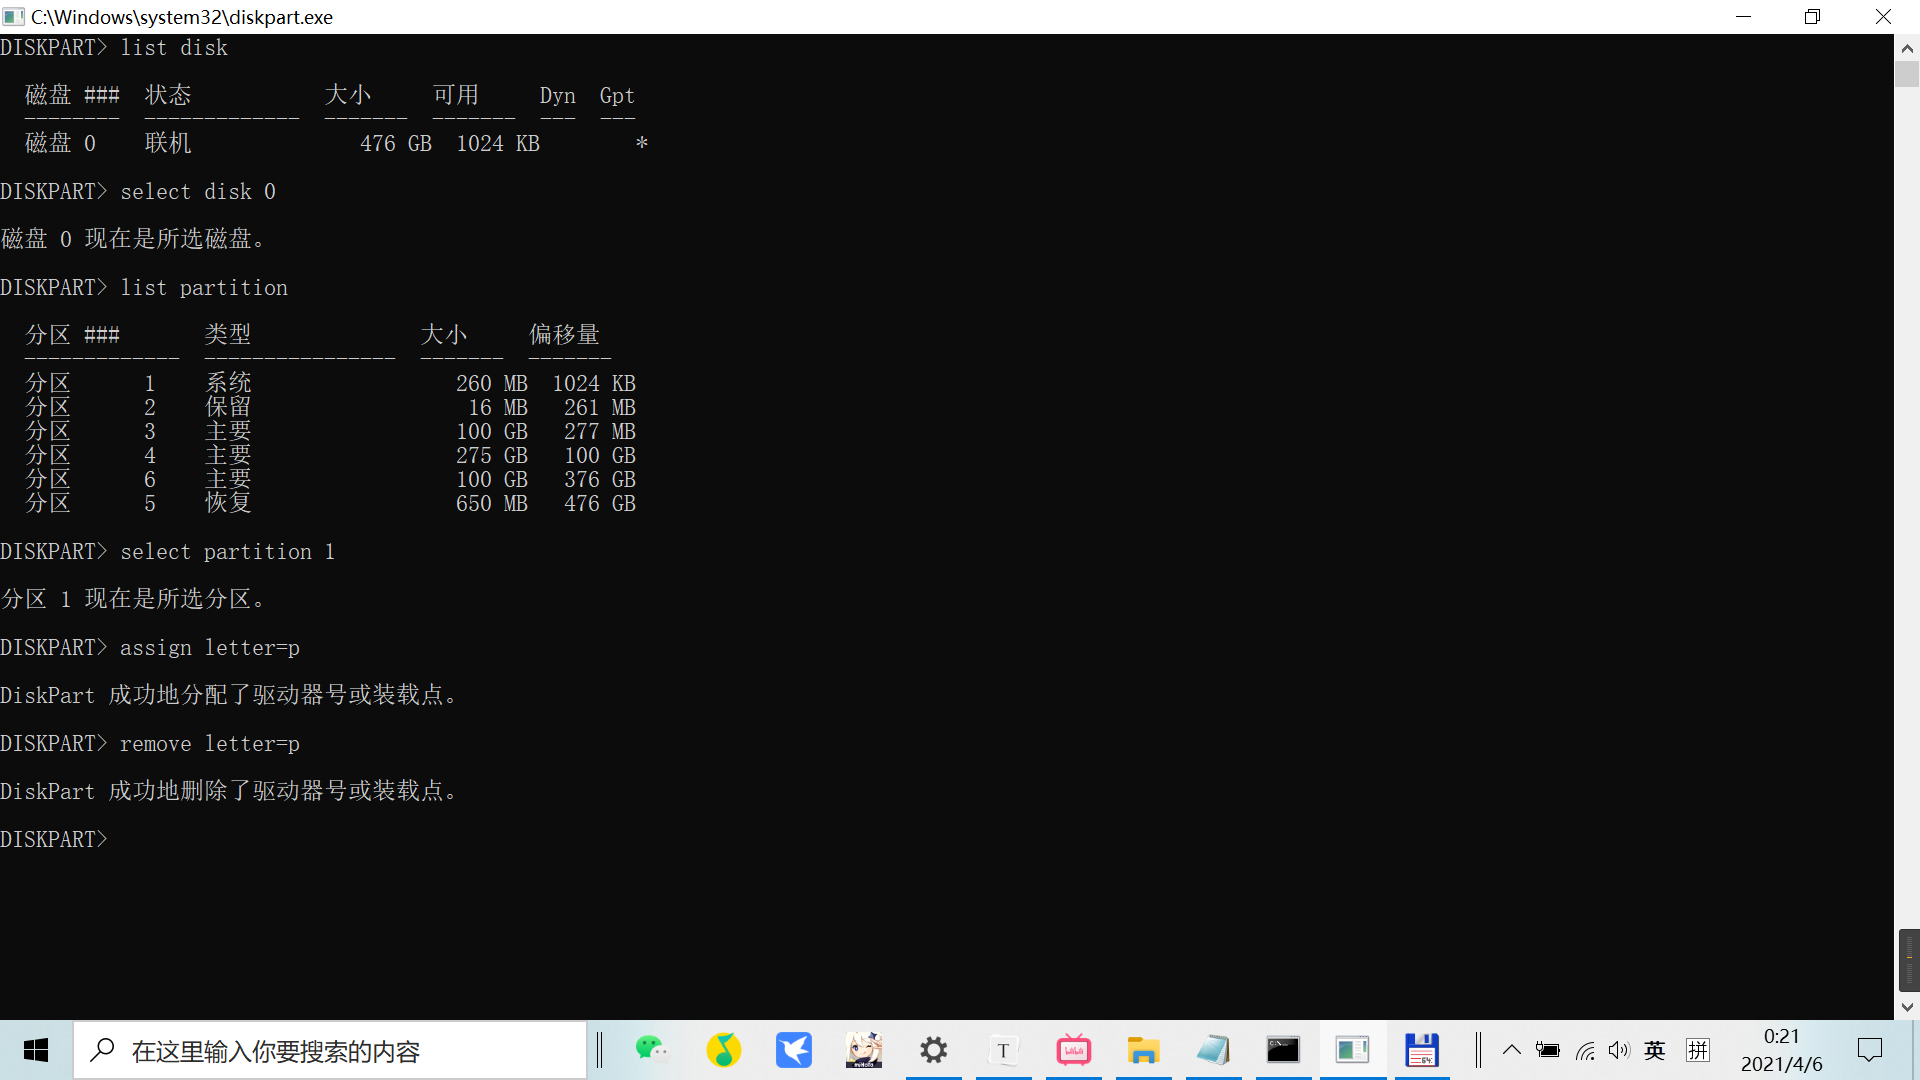 C:\Windows\system32\diskpart.exe
DISKPART> list disk
磁盘 ###  状态           大小     可用     Dyn  Gpt
--------  -------------  -------  -------  ---  ---
磁盘 0    联机              476 GB  1024 KB        *
DISKPART> select disk 0
磁盘 0 现在是所选磁盘。
DISKPART> list partition
分区 ###       类型              大小     偏移量
-------------  ----------------  -------  -------
分区      1    系统                 260 MB  1024 KB
分区      2    保留                  16 MB   261 MB
分区      3    主要                 100 GB   277 MB
分区      4    主要                 275 GB   100 GB
分区      6    主要                 100 GB   376 GB
分区      5    恢复                 650 MB   476 GB
DISKPART> select partition 1
分区 1 现在是所选分区。
DISKPART> assign letter=p
DiskPart 成功地分配了驱动器号或装载点。
DISKPART> remove letter=p
DiskPart 成功地删除了驱动器号或装载点。
DISKPART>
在这里输入你要搜索的内容
miHoYo
T
C:\
64
英
拼
0:21
2021/4/6